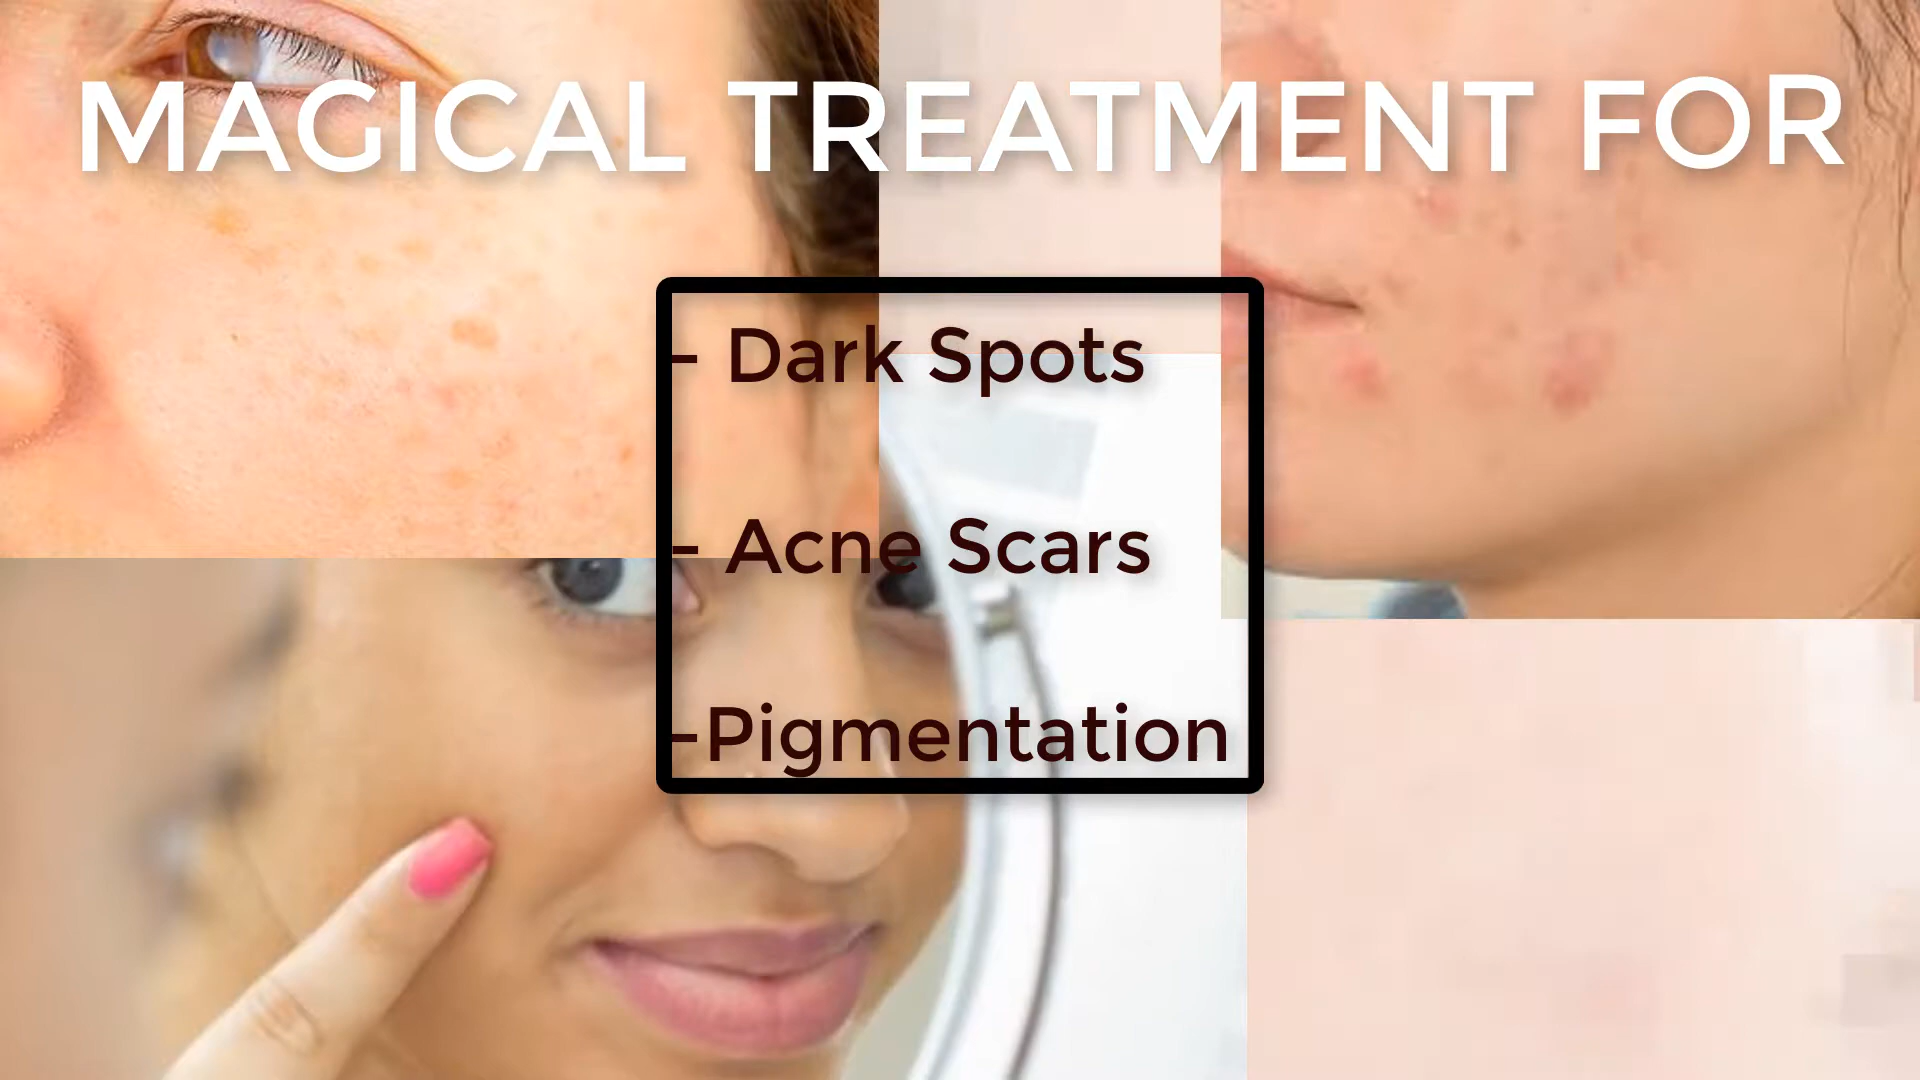 MAGICAL TREATMENT FOR
- Dark Spots
- Acne Scars
-Pigmentation